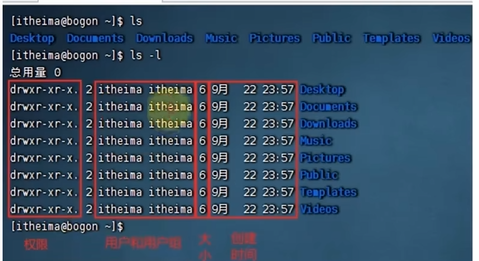 [itheima@bogon ~]$ ls
Desktop Documents Downloads Music Pictures Public Templates Videos
[itheima@bogon ~]$ ls -l
总用量 0
drwxr-xr-x. 2 itheima itheima 6 9月 22 23:57 Desktop
drwxr-xr-x. 2 itheima itheima 6 9月 22 23:57 Documents
drwxr-xr-x. 2 itheima itheima 6 9月 22 23:57 Downloads
drwxr-xr-x. 2 itheima itheima 6 9月 22 23:57 Music
drwxr-xr-x. 2 itheima itheima 6 9月 22 23:57 Pictures
drwxr-xr-x. 2 itheima itheima 6 9月 22 23:57 Public
drwxr-xr-x. 2 itheima itheima 6 9月 22 23:57 Templates
drwxr-xr-x. 2 itheima itheima 6 9月 22 23:57 Videos
[itheima@bogon ~]$
权限 用户和用户组 大小 创建时间